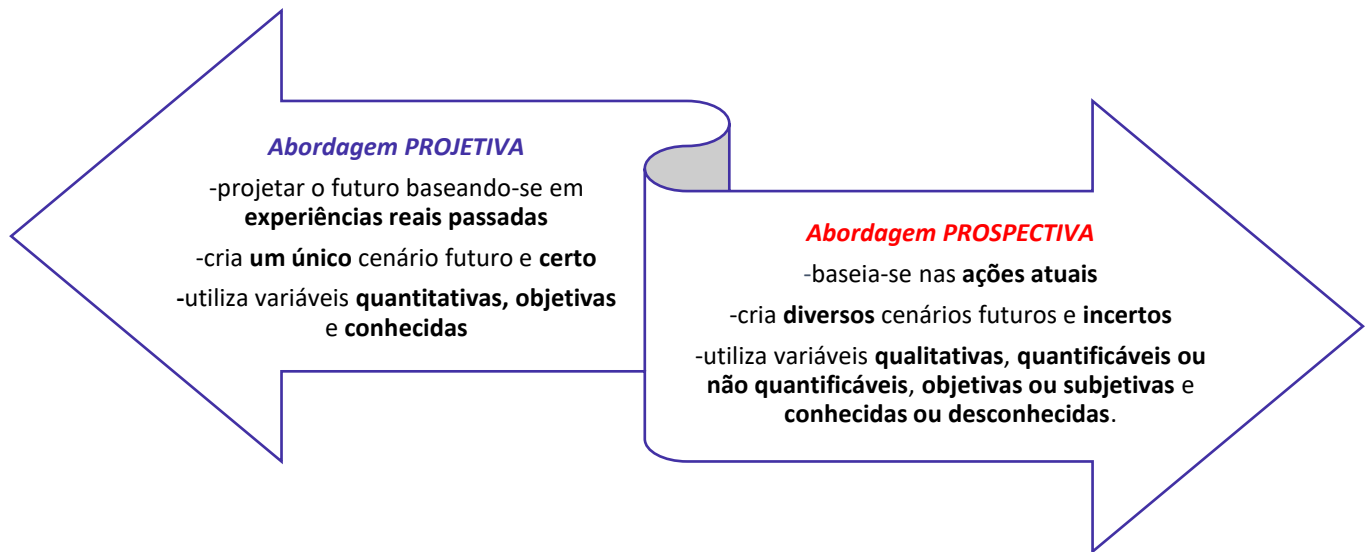 Abordagem PROJETIVA
-projetar o futuro baseando-se em
experiências reais passadas
-cria um único cenário futuro e certo
-utiliza variáveis quantitativas, objetivas
e conhecidas
Abordagem PROSPECTIVA
-baseia-se nas ações atuais
-cria diversos cenários futuros e incertos
-utiliza variáveis qualitativas, quantificáveis ou
não quantificáveis, objetivas ou subjetivas e
conhecidas ou desconhecidas.